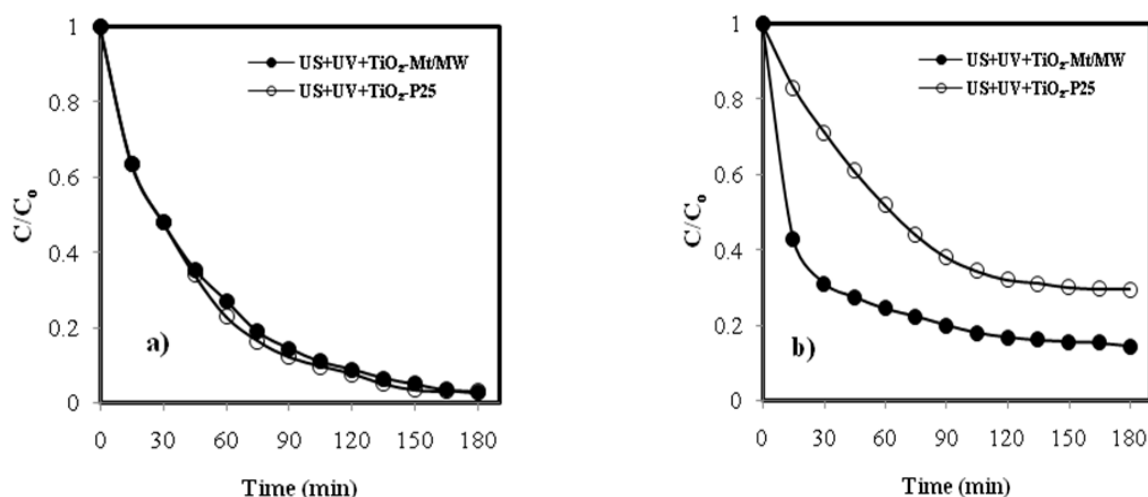 1
0.8
0.6
0.4
0.2
0
C/C₀
US+UV+TiO₂-Mt/MW
US+UV+TiO₂-P25
a)
0 30 60 90 120 150 180
Time (min)
1
0.8
0.6
0.4
0.2
0
C/C₀
US+UV+TiO₂-Mt/MW
US+UV+TiO₂-P25
b)
0 30 60 90 120 150 180
Time (min)